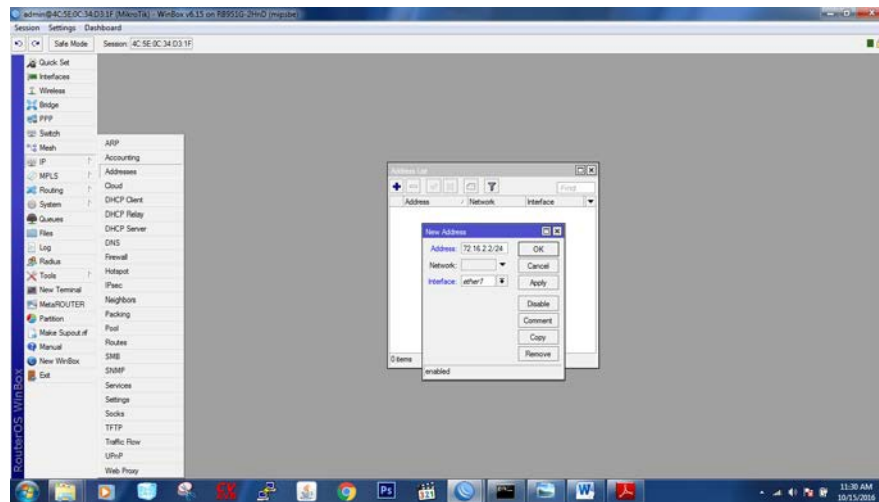 admin@4C:5E:0C:34:D3:1F (MikroTik) - WinBox v6.15 on RB951G-2HnD (mipsbe)
Session Settings Dashboard
Safe Mode Session: 4C:5E:0C:34:D3:1F
Quick Set
Interfaces
Wireless
Bridge
PPP
Switch
Mesh
IP
MPLS
Routing
System
Queues
Files
Log
Radius
Tools
New Terminal
MetaROUTER
Partition
Make Supout.rif
Manual
New WinBox
Exit
RouterOS WinBox
ARP
Accounting
Addresses
Cloud
DHCP Client
DHCP Relay
DHCP Server
DNS
Firewall
Hotspot
IPsec
Neighbors
Packing
Pool
Routes
SMB
SNMP
Services
Settings
Socks
TFTP
Traffic Flow
UPnP
Web Proxy
Address List
Find
Address Network Interface
0 items
New Address
Address: 72.16.2.2/24
Network:
Interface: ether1
OK
Cancel
Apply
Disable
Comment
Copy
Remove
enabled
Ps
321
W
11:30 AM
10/15/2016